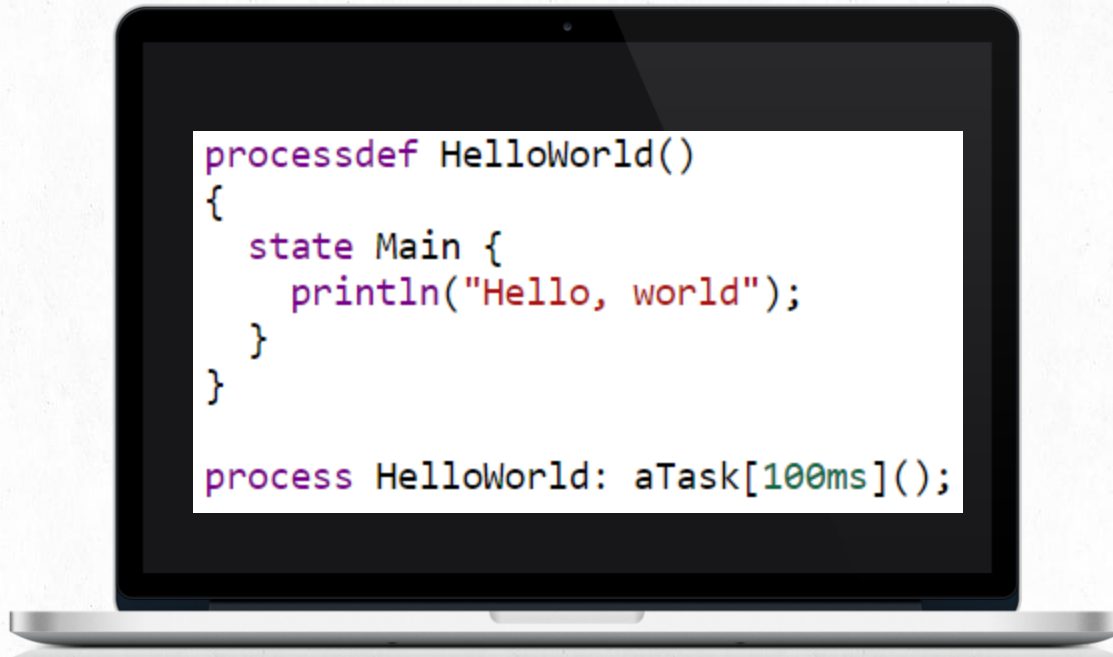 processdef HelloWorld()
{
  state Main {
    println("Hello, world");
  }
}
process HelloWorld: aTask[100ms]();